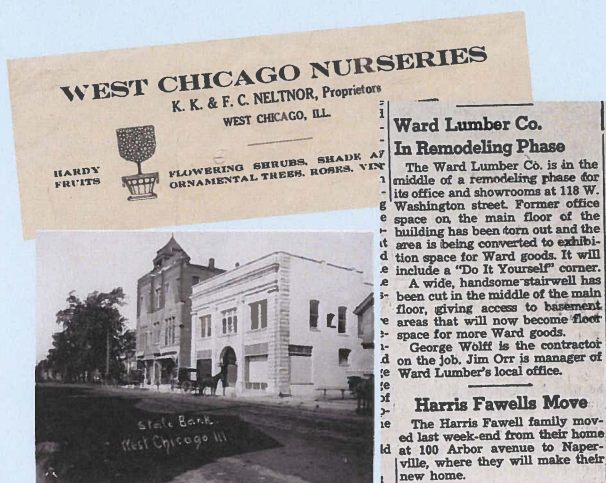 WEST CHICAGO NURSERIES
K. K. & F. C. NELTNOR, Proprietors
WEST CHICAGO, ILL.
HARDY
FRUITS
FLOWERING SHRUBS, SHADE
ORNAMENTAL TREES, ROSES,
State Bank
West Chicago Ill
Ward Lumber Co.
In Remodeling Phase
The Ward Lumber Co. is in the
middle of a remodeling phase for
its office and showrooms at 118 W.
Washington street. Former office
space on the main floor of the
building has been torn out and the
area is being converted to exhibi-
tion space for Ward goods. It will
include a "Do It Yourself" corner.
A wide, handsome stairwell has
been cut in the middle of the main
floor, giving access to basement
areas that will now become floor
space for more Ward goods.
George Wolff is the contractor
on the job. Jim Orr is manager of
Ward Lumber's local office.
Harris Fawells Move
The Harris Fawell family mov-
ed last week-end from their home
at 100 Arbor avenue to Naper-
ville, where they will make their
new home.